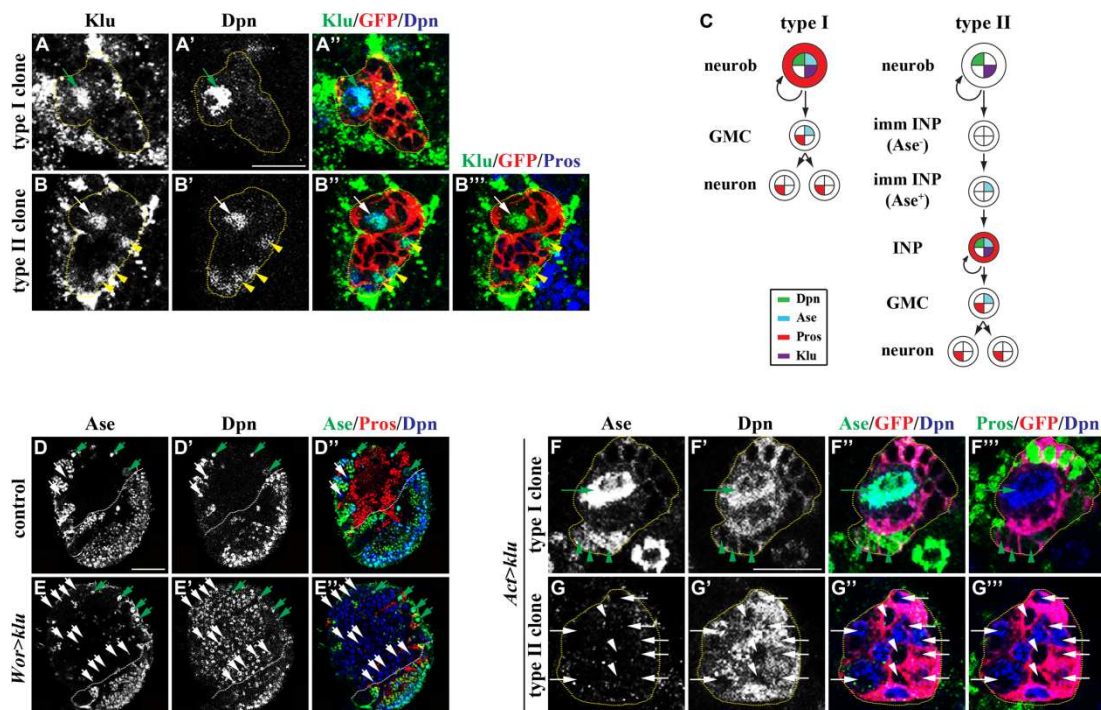 Klu Dpn Klu/GFP/Dpn
type I clone
A A' A''
Klu/GFP/Pros
type II clone
B B' B'' B'''
C type I type II
neurob neurob
GMC imm INP
(Ase⁻)
neuron imm INP
(Ase⁺)
INP
GMC
neuron
Dpn
Ase
Pros
Klu
Ase Dpn Ase/Pros/Dpn
control
D D' D''
Wor>klu
E E' E''
Ase Dpn Ase/GFP/Dpn Pros/GFP/Dpn
Act>klu
type I clone
F F' F'' F'''
type II clone
G G' G'' G'''